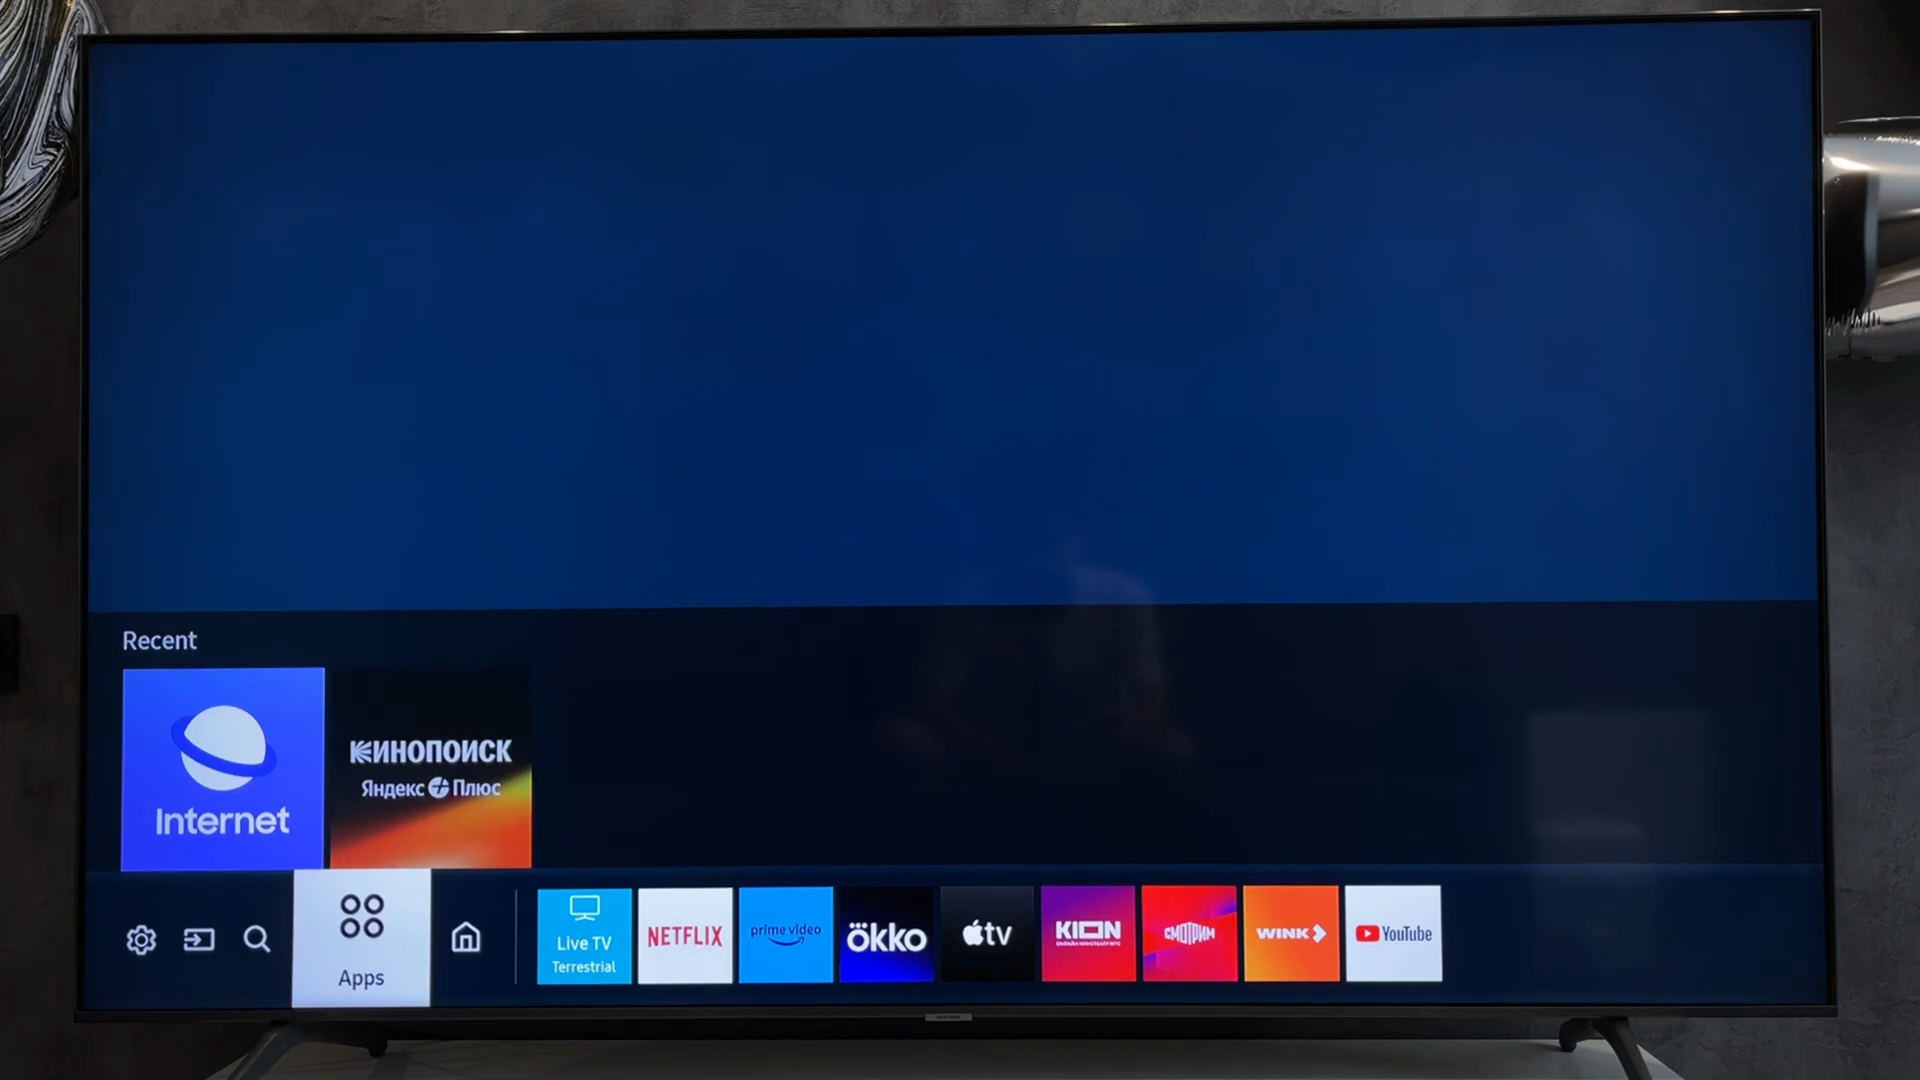 Recent
Internet
КИНОПОИСК
Яндекс Плюс
Apps
Live TV
Terrestrial
NETFLIX
prime video
ökko
tv
KION
СМОТРИМ
WINK
YouTube